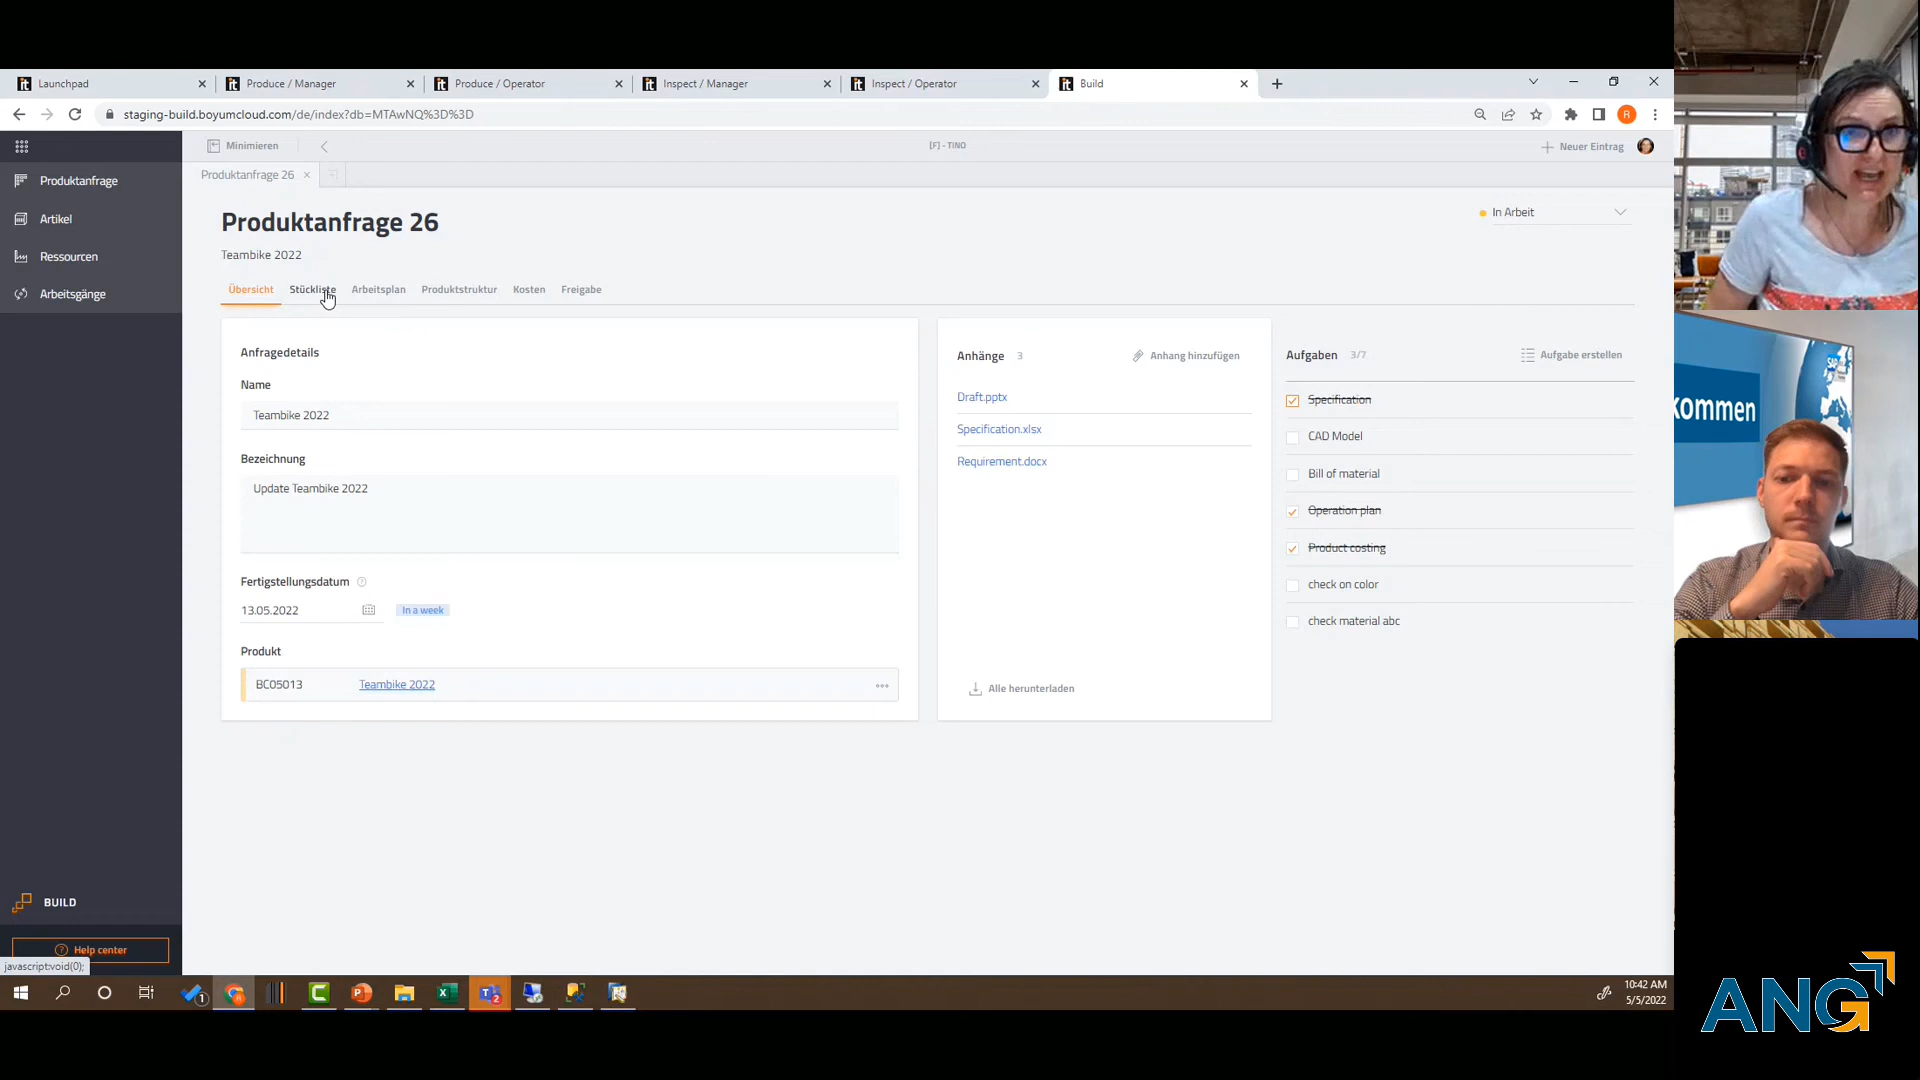 Launchpad
Produce / Manager
Produce / Operator
Inspect / Manager
Inspect / Operator
Build
staging-build.boyumcloud.com/de/index?db=MTAwNQ%3D%3D
R
Minimieren
[F] - TINO
Neuer Eintrag
Produktanfrage
Artikel
Ressourcen
Arbeitsgänge
Produktanfrage 26
Produktanfrage 26
In Arbeit
Teambike 2022
Übersicht Stückliste Arbeitsplan Produktstruktur Kosten Freigabe
Anfragedetails
Name
Teambike 2022
Bezeichnung
Update Teambike 2022
Fertigstellungsdatum
13.05.2022 In a week
Produkt
BC05013 Teambike 2022
Anhänge 3 Anhang hinzufügen
Draft.pptx
Specification.xlsx
Requirement.docx
Alle herunterladen
Aufgaben 3/7 Aufgabe erstellen
Specification
CAD Model
Bill of material
Operation plan
Product costing
check on color
check material abc
BUILD
Help center
javascript:void(0);
10:42 AM
5/5/2022
kommen
SAP
ANG